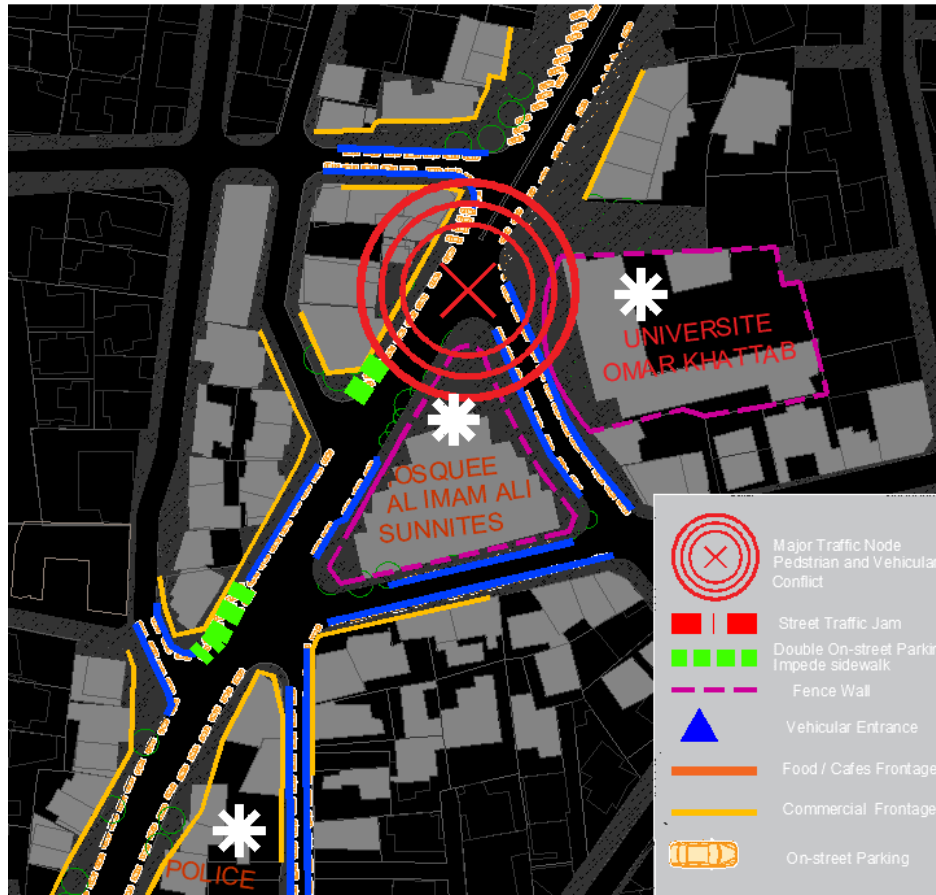 UNIVERSITE
OMAR KHATTAB
OSQUEE
AL IMAM ALI
SUNNITES
POLICE
Major Traffic Node
Pedstrian and Vehicular
Conflict
Street Traffic Jam
Double On-street Parkin
Impede sidewalk
Fence Wall
Vehicular Entrance
Food / Cafes Frontage
Commercial Frontage
On-street Parking